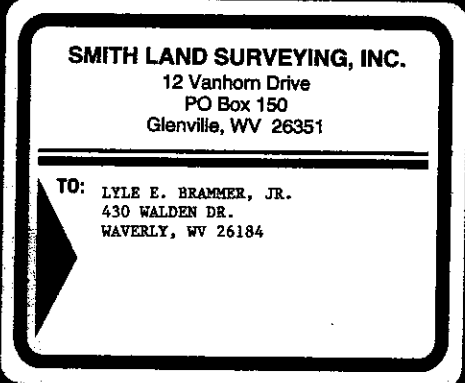 SMITH LAND SURVEYING, INC.
12 Vanhorn Drive
PO Box 150
Glenville, WV 26351
TO: LYLE E. BRAMMER, JR.
430 WALDEN DR.
WAVERLY, WV 26184